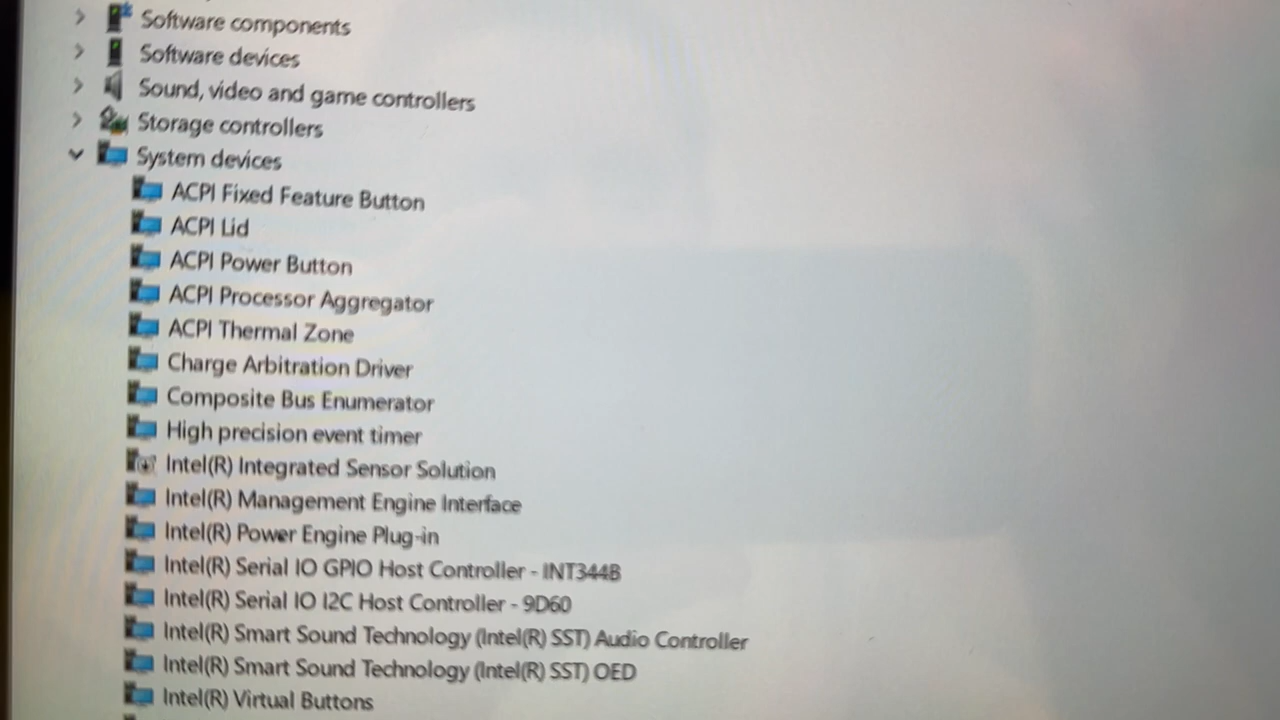 Software components
Software devices
Sound, video and game controllers
Storage controllers
System devices
ACPI Fixed Feature Button
ACPI Lid
ACPI Power Button
ACPI Processor Aggregator
ACPI Thermal Zone
Charge Arbitration Driver
Composite Bus Enumerator
High precision event timer
Intel(R) Integrated Sensor Solution
Intel(R) Management Engine Interface
Intel(R) Power Engine Plug-in
Intel(R) Serial IO GPIO Host Controller - INT344B
Intel(R) Serial IO I2C Host Controller - 9D60
Intel(R) Smart Sound Technology (Intel(R) SST) Audio Controller
Intel(R) Smart Sound Technology (Intel(R) SST) OED
Intel(R) Virtual Buttons